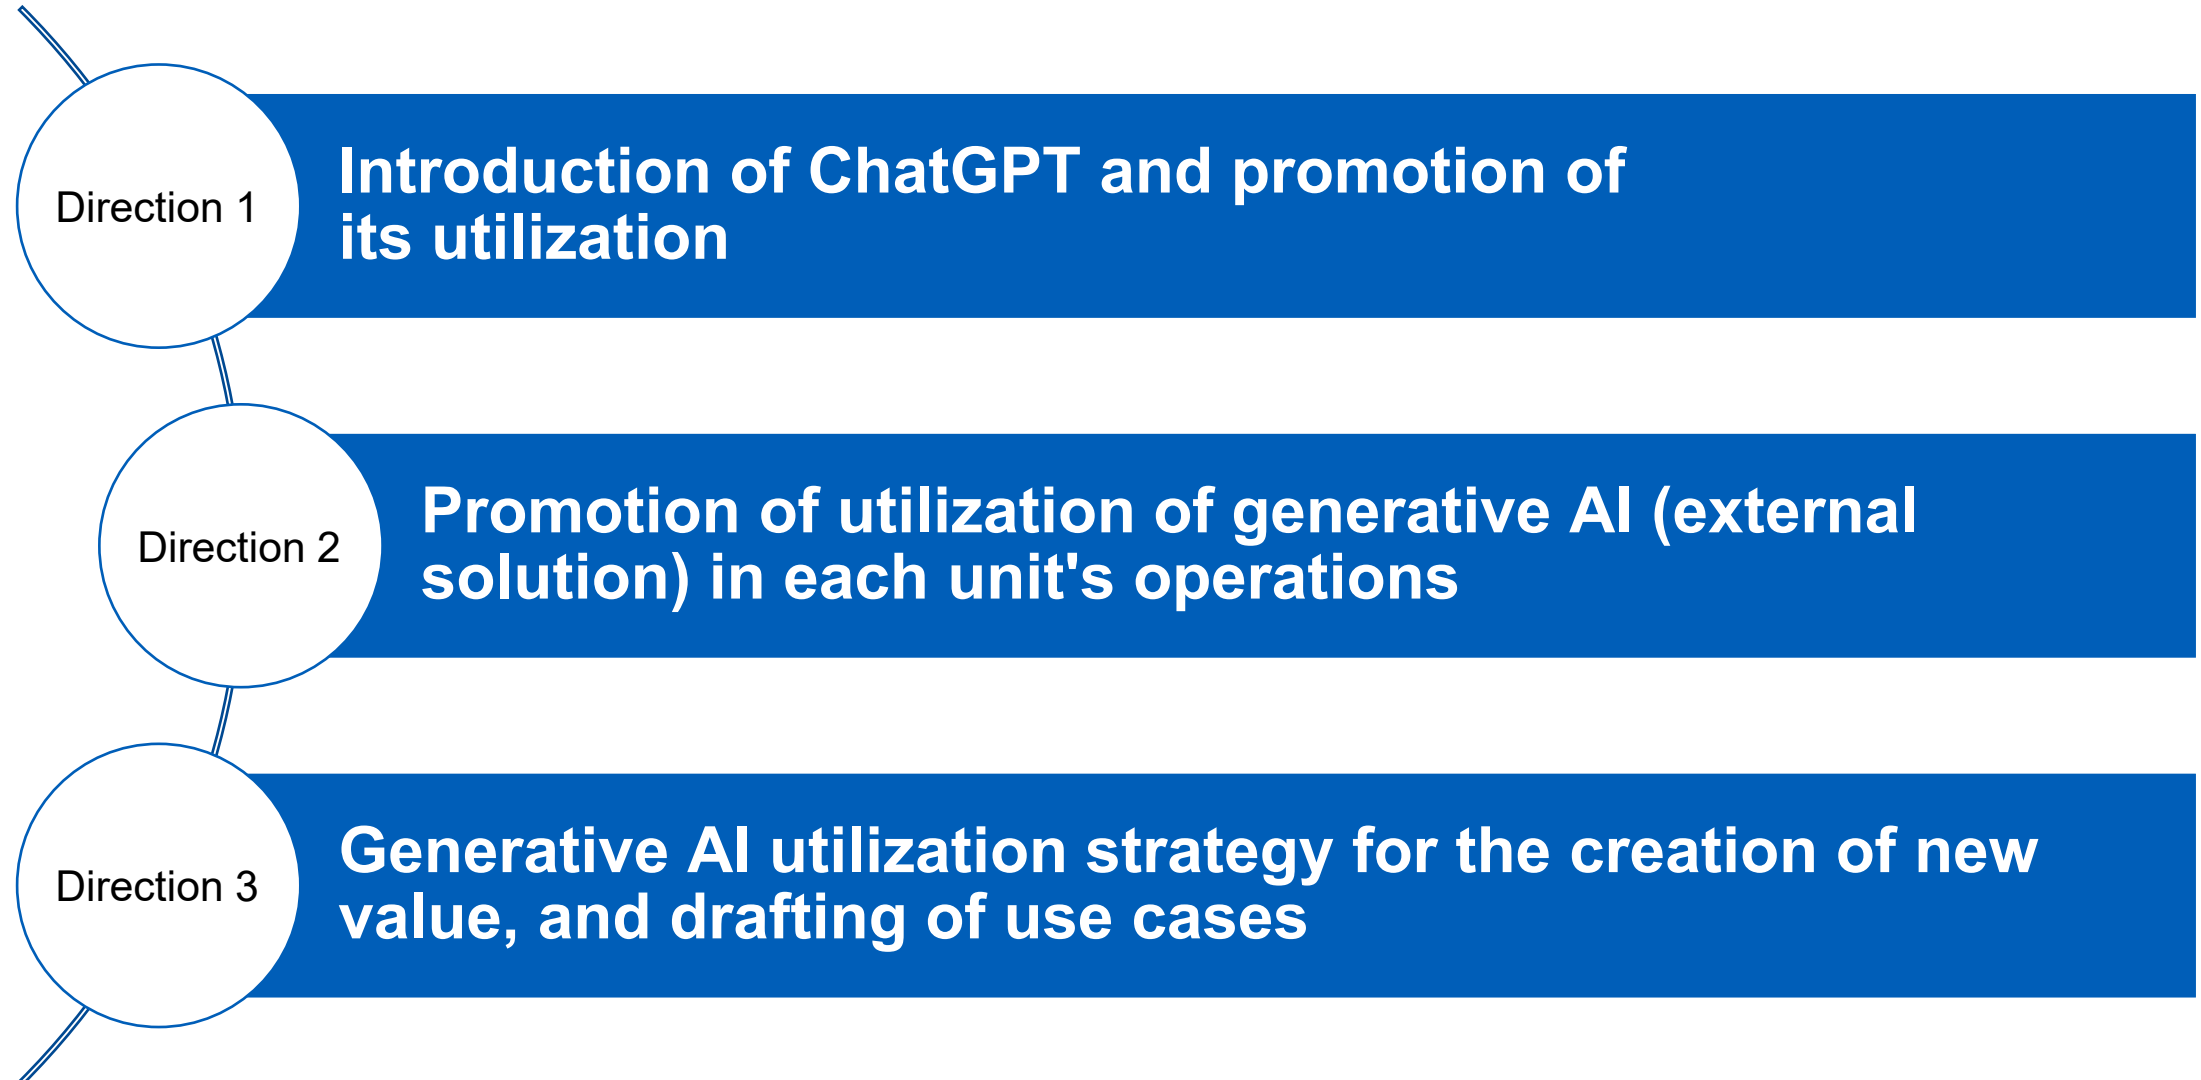 Direction 1
Introduction of ChatGPT and promotion of
its utilization
Direction 2
Promotion of utilization of generative AI (external
solution) in each unit's operations
Direction 3
Generative AI utilization strategy for the creation of new
value, and drafting of use cases